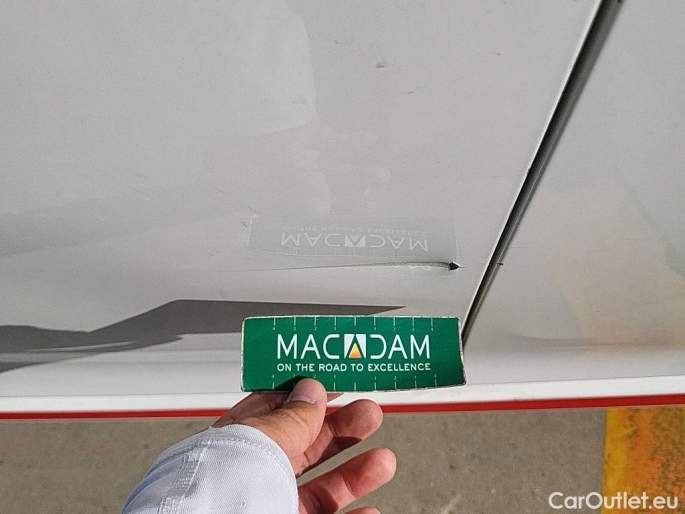 MACADAM
ON THE ROAD TO EXCELLENCE
CarOutlet.eu